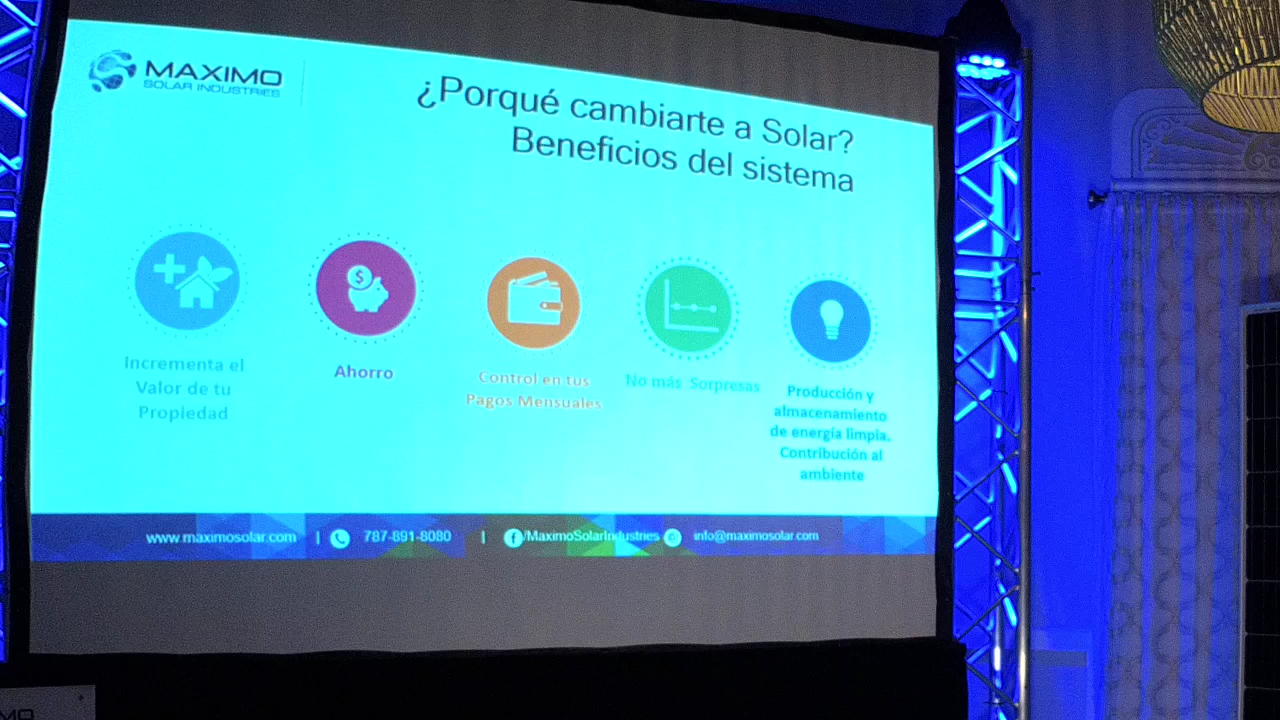 MAXIMO
SOLAR INDUSTRIES
¿Porqué cambiarte a Solar?
Beneficios del sistema
$
Incrementa el
Valor de tu
Propiedad
Ahorro
Control en tus
Pagos Mensuales
No más Sorpresas
Producción y
almacenamiento
de energía limpia.
Contribución al
ambiente
www.maximosolar.com | 787-891-8080 | f/MaximoSolarIndustries info@maximosolar.com